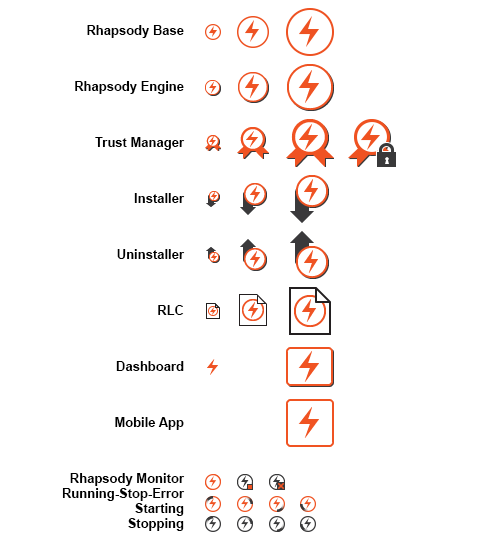 Rhapsody Base
Rhapsody Engine
Trust Manager
Installer
Uninstaller
RLC
Dashboard
Mobile App
Rhapsody Monitor
Running-Stop-Error
Starting
Stopping